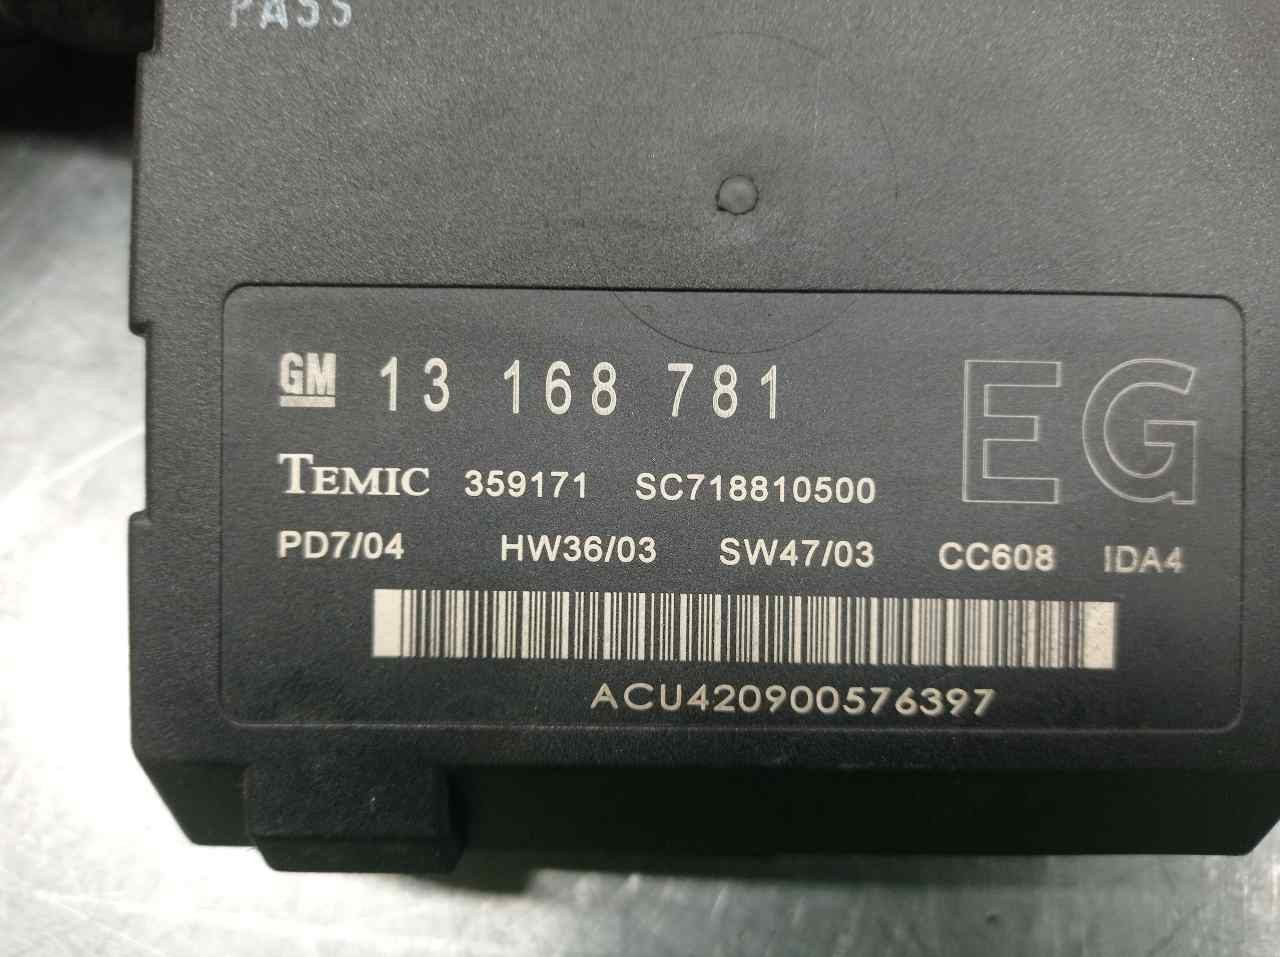 PASS
GM 13 168 781 EG
TEMIC 359171 SC718810500
PD7/04 HW36/03 SW47/03 CC608 IDA4
ACU420900576397